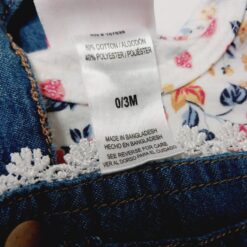 60% COTTON / ALGODÓN
40% POLYESTER / POLIÉSTER
0/3M
MADE IN BANGLADESH
HECHO EN BANGLADESH
SEE REVERSE FOR CARE
VER AL DORSO PARA EL CUIDADO